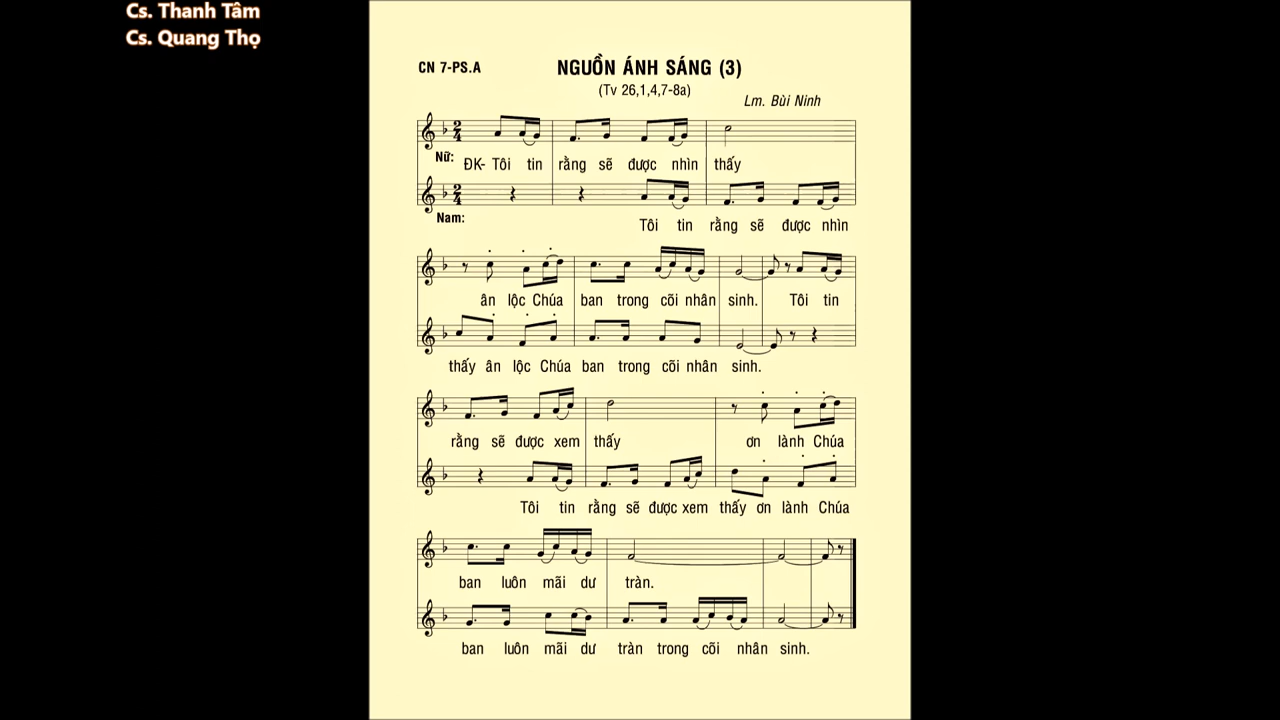 Cs. Thanh Tâm
Cs. Quang Thọ
CN 7-PS.A
NGUỒN ÁNH SÁNG (3)
(Tv 26,1,4,7-8a)
Lm. Bùi Ninh
Nữ: ĐK- Tôi tin rằng sẽ được nhìn thấy
Nam: Tôi tin rằng sẽ được nhìn
ân lộc Chúa ban trong cõi nhân sinh. Tôi tin
thấy ân lộc Chúa ban trong cõi nhân sinh.
rằng sẽ được xem thấy ơn lành Chúa
Tôi tin rằng sẽ được xem thấy ơn lành Chúa
ban luôn mãi dư tràn.
ban luôn mãi dư tràn trong cõi nhân sinh.